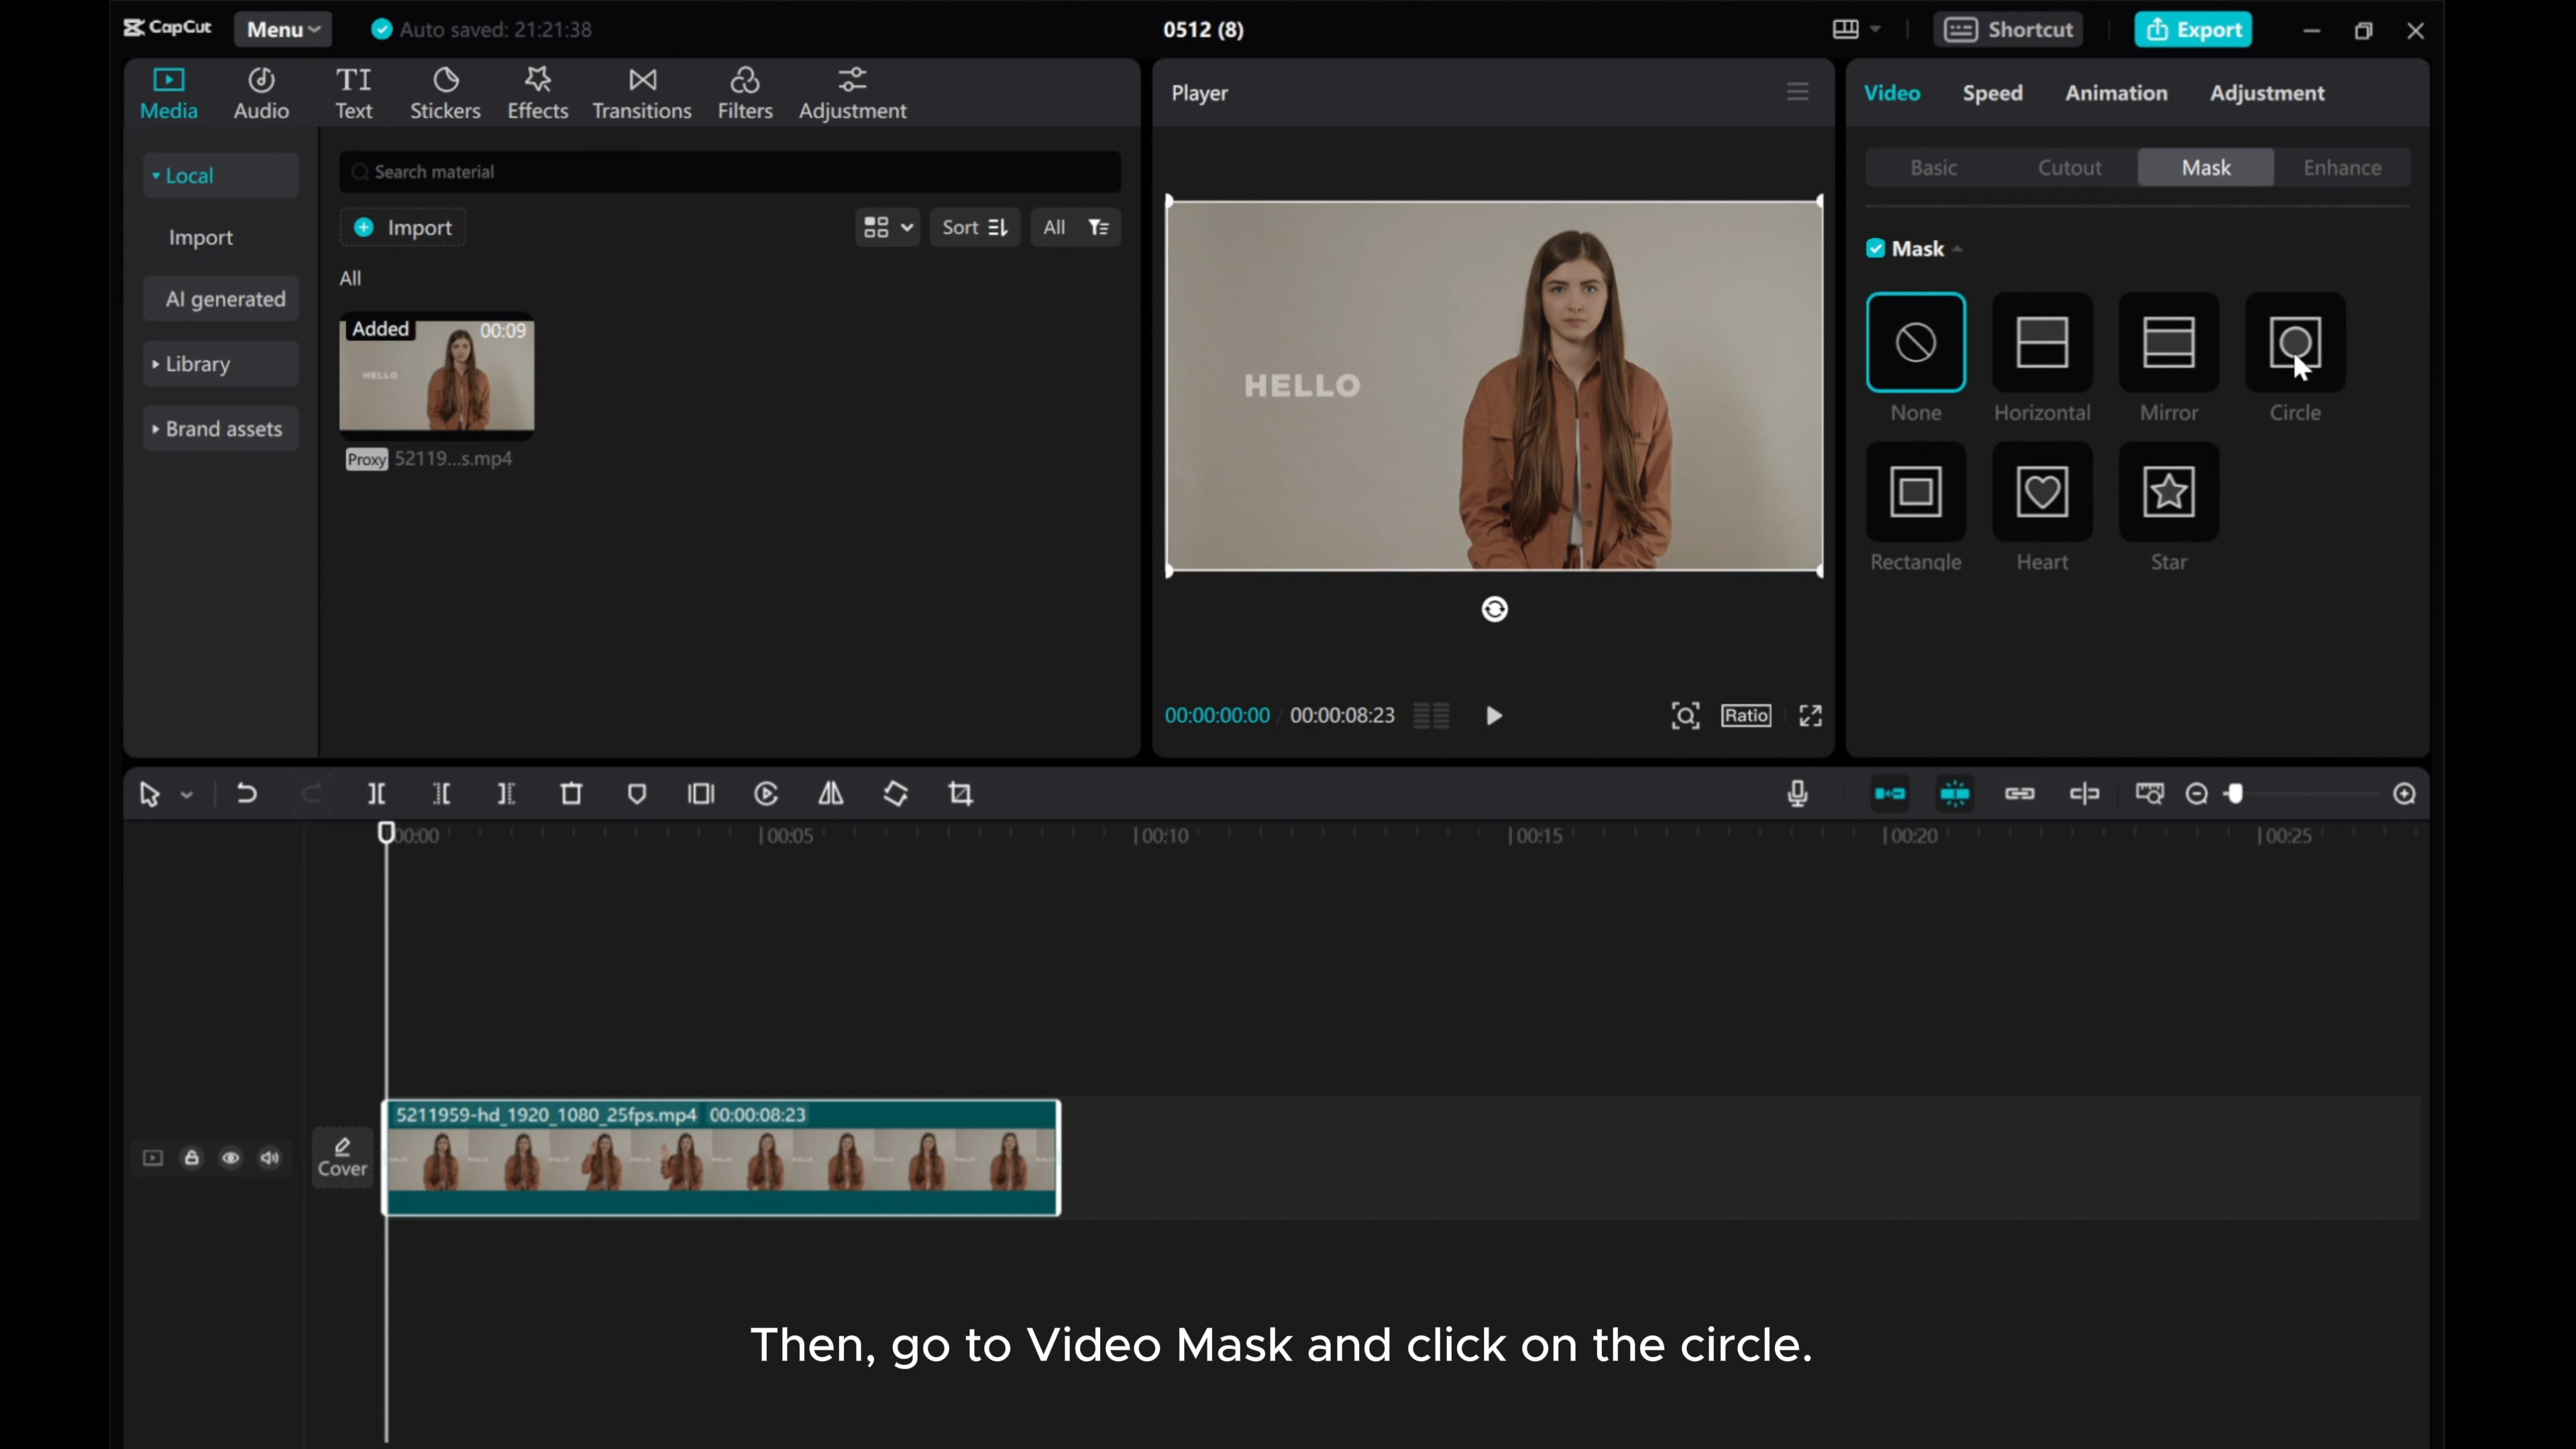 CapCut
Menu
Auto saved: 21:21:38
0512 (8)
Shortcut
Export
Media
Audio
TI
Text
Stickers
Effects
Transitions
Filters
Adjustment
Local
Import
AI generated
Library
Brand assets
Search material
Import
Sort
All
All
Added
00:09
HELLO
Proxy
52119...s.mp4
Player
HELLO
00:00:00:00 / 00:00:08:23
Ratio
Video
Speed
Animation
Adjustment
Basic
Cutout
Mask
Enhance
Mask
None
Horizontal
Mirror
Circle
Rectangle
Heart
Star
00:00
00:05
00:10
00:15
00:20
00:25
Cover
5211959-hd_1920_1080_25fps.mp4 00:00:08:23
Then, go to Video Mask and click on the circle.